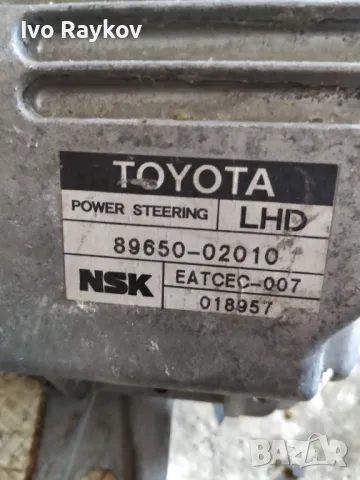 Ivo Raykov
TOYOTA
POWER STEERING LHD
89650-02010
NSK EATCEC-007
018957
BAZAR